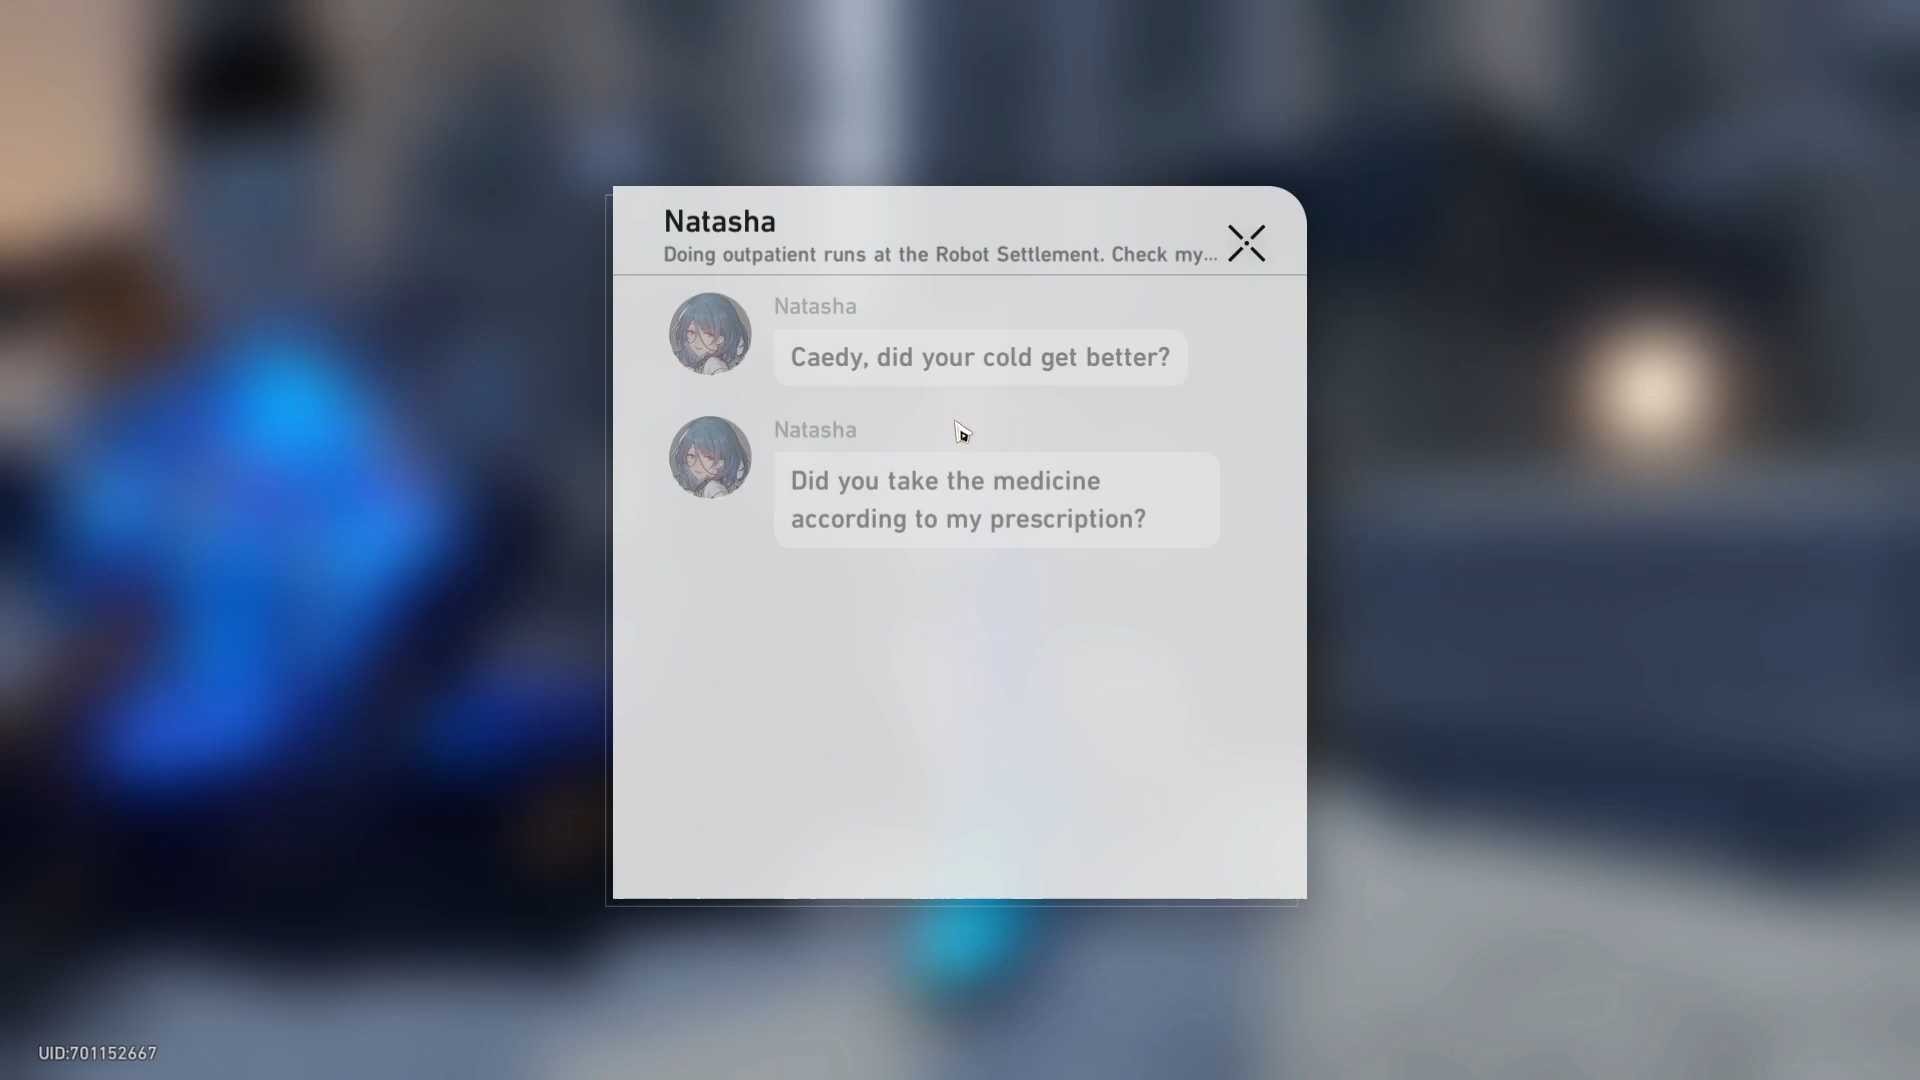 Natasha
Doing outpatient runs at the Robot Settlement. Check my...
Natasha
Caedy, did your cold get better?
Natasha
Did you take the medicine
according to my prescription?
UID:701152667